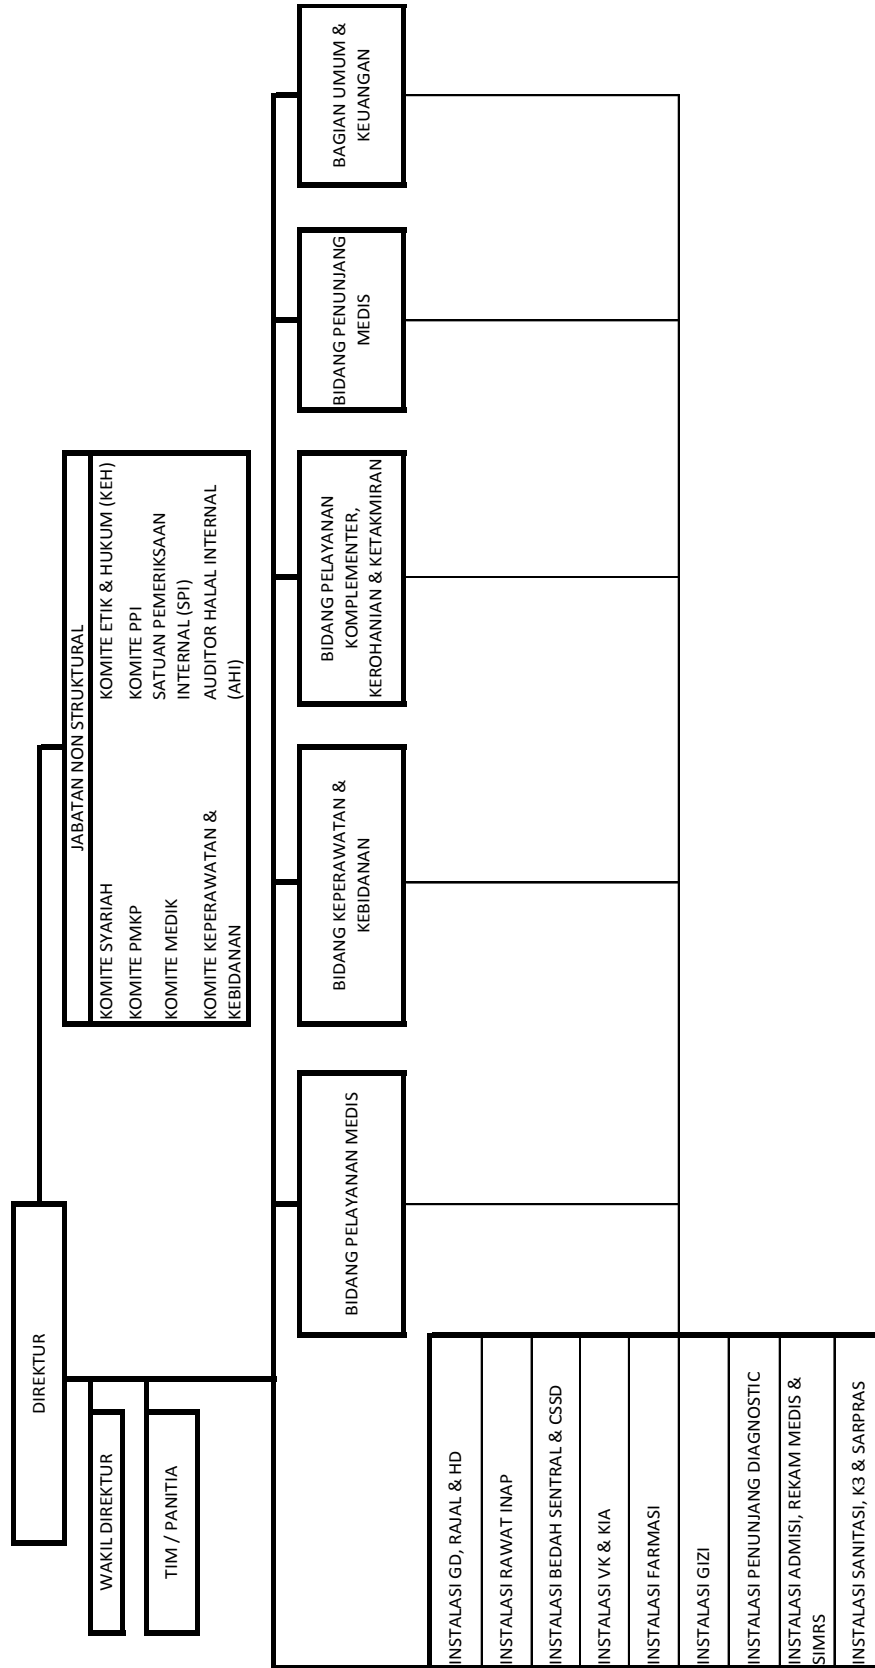 DIREKTUR
WAKIL DIREKTUR
TIM / PANITIA
JABATAN NON STRUKTURAL
KOMITE SYARIAH
KOMITE PMKP
KOMITE MEDIK
KOMITE KEPERAWATAN &
KEBIDANAN
KOMITE ETIK & HUKUM (KEH)
KOMITE PPI
SATUAN PEMERIKSAAN
INTERNAL (SPI)
AUDITOR HALAL INTERNAL
(AHI)
BIDANG PELAYANAN MEDIS
BIDANG KEPERAWATAN &
KEBIDANAN
BIDANG PELAYANAN
KOMPLEMENTER,
KEROHANIAN & KETAKMIRAN
BIDANG PENUNJANG
MEDIS
BAGIAN UMUM &
KEUANGAN
INSTALASI GD, RAJAL & HD
INSTALASI RAWAT INAP
INSTALASI BEDAH SENTRAL & CSSD
INSTALASI VK & KIA
INSTALASI FARMASI
INSTALASI GIZI
INSTALASI PENUNJANG DIAGNOSTIC
INSTALASI ADMISI, REKAM MEDIS &
SIMRS
INSTALASI SANITASI, K3 & SARPRAS